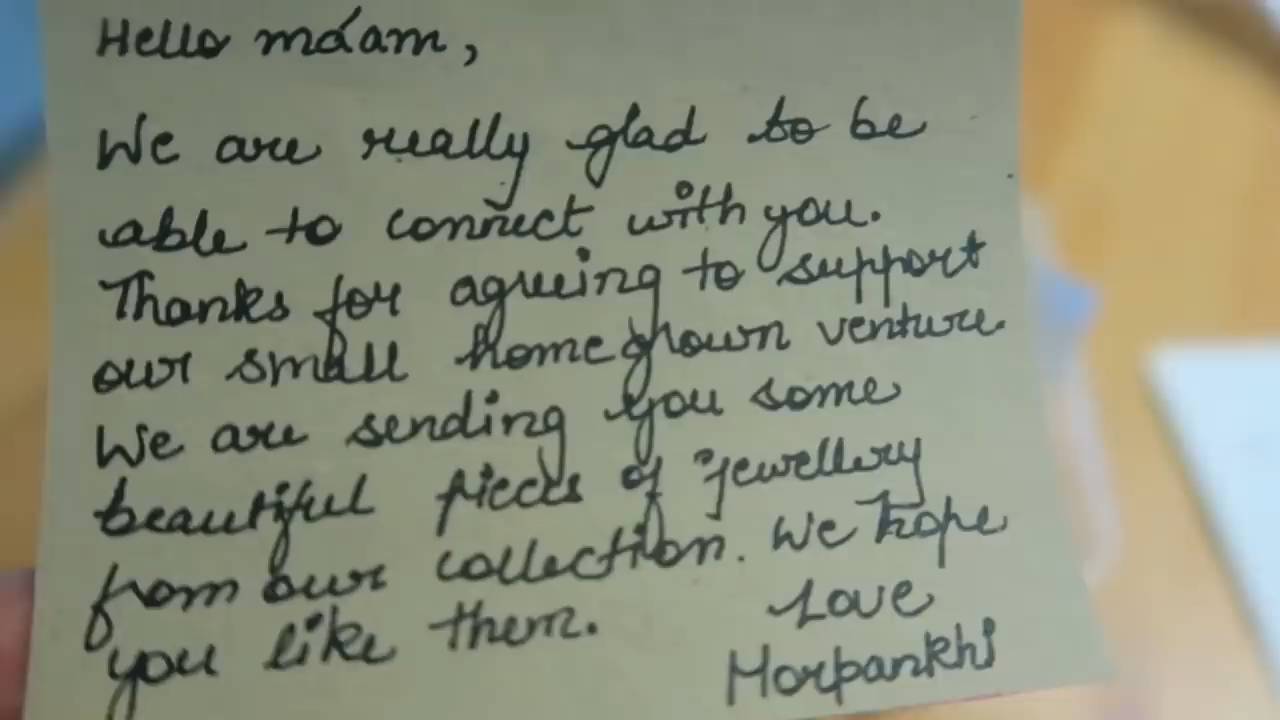 Hello ma'am,
We are really glad to be
able to connect with you.
Thanks for agreeing to support
our small homegrown venture.
We are sending you some
beautiful pieces of jewellery
from our collection. We hope
you like them.
Love
Morpankhi